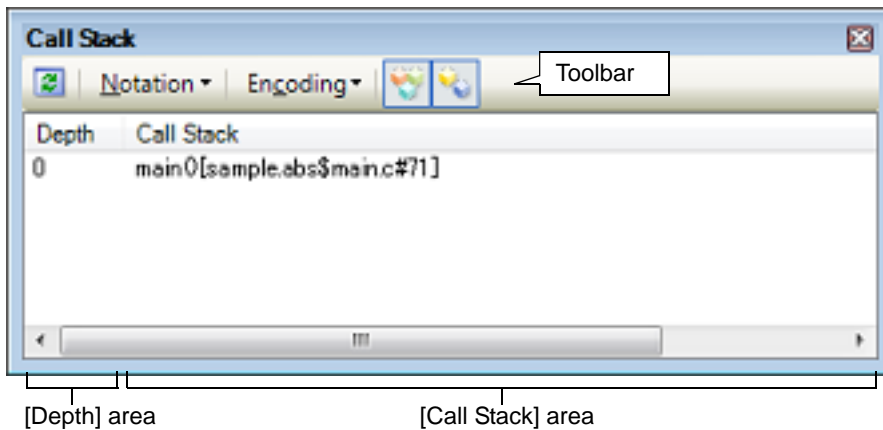 Call Stack
Notation Encoding Toolbar
Depth Call Stack
0 main()[sample.abs$main.c#71]
[Depth] area [Call Stack] area